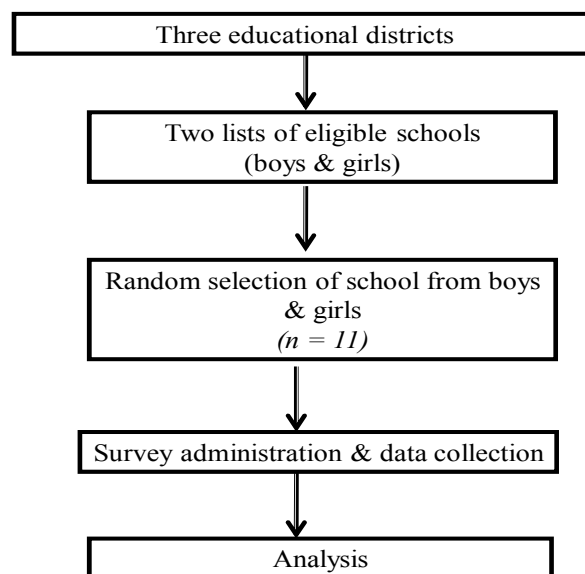 Three educational districts
Two lists of eligible schools
(boys & girls)
Random selection of school from boys
& girls
(n = 11)
Survey administration & data collection
Analysis